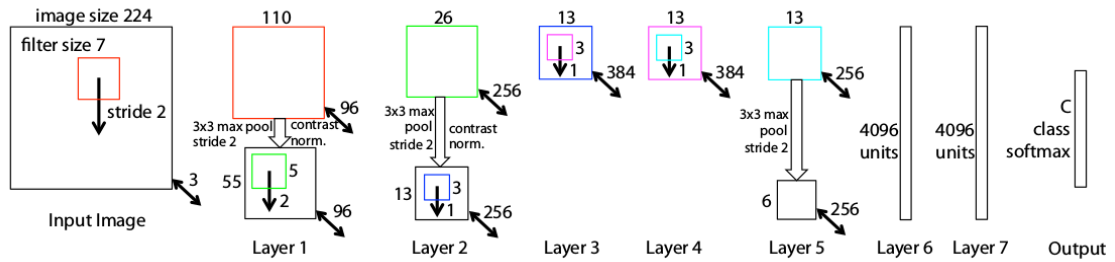 image size 224
filter size 7
stride 2
3
Input Image
110
96
3x3 max pool
stride 2
contrast
norm.
55
5
2
96
Layer 1
26
256
3x3 max
pool
stride 2
contrast
norm.
13
3
1
256
Layer 2
13
3
1
384
Layer 3
13
3
1
384
Layer 4
13
256
3x3 max
pool
stride 2
6
256
Layer 5
4096
units
Layer 6
4096
units
Layer 7
C
class
softmax
Output